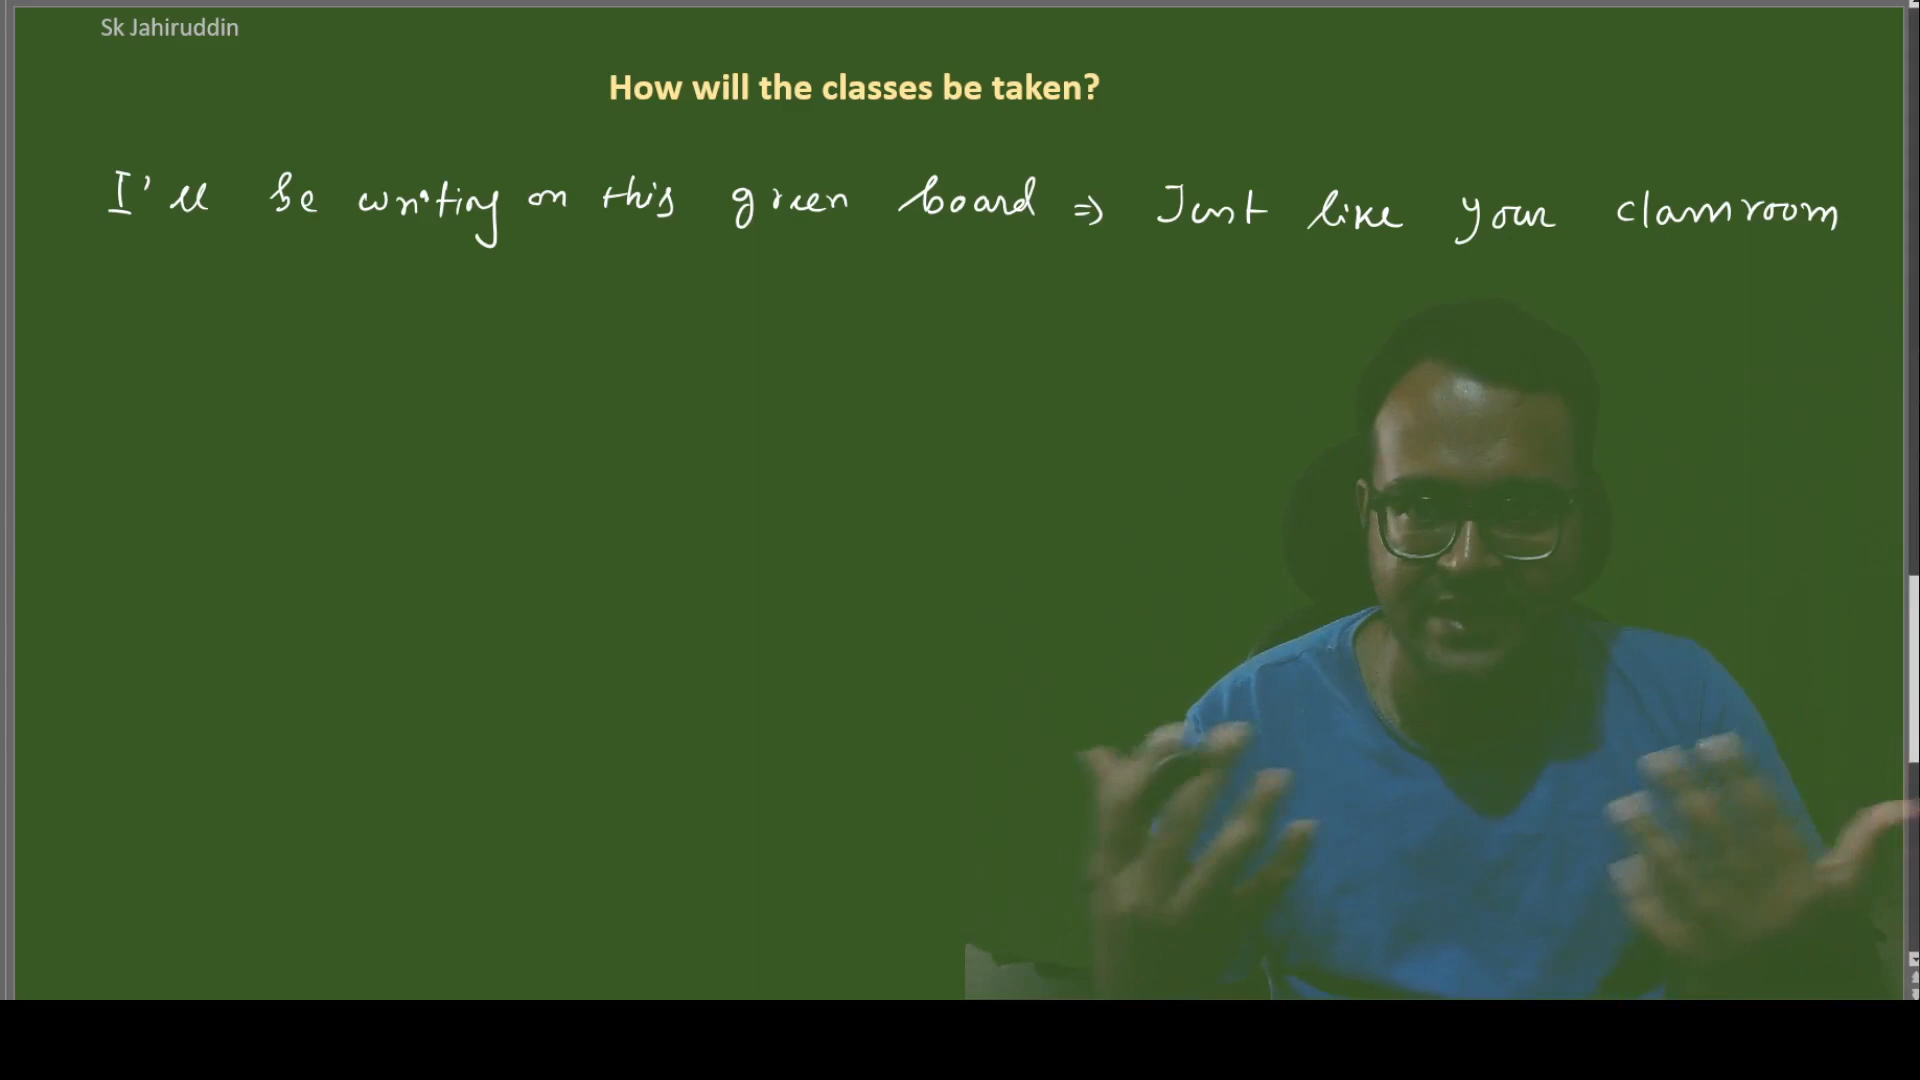 Sk Jahiruddin
How will the classes be taken?
I'll be writing on this green board ⇒ Just like your classroom